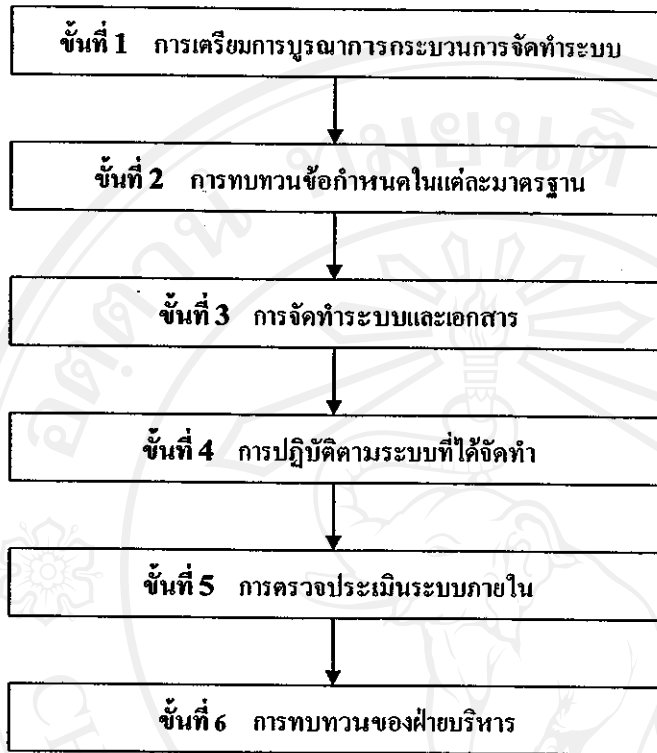 ขั้นที่ 1 การเตรียมการบูรณาการกระบวนการจัดทำระบบ
ขั้นที่ 2 การทบทวนข้อกำหนดในแต่ละมาตรฐาน
ขั้นที่ 3 การจัดทำระบบและเอกสาร
ขั้นที่ 4 การปฏิบัติตามระบบที่ได้จัดทำ
ขั้นที่ 5 การตรวจประเมินระบบภายใน
ขั้นที่ 6 การทบทวนของฝ่ายบริหาร